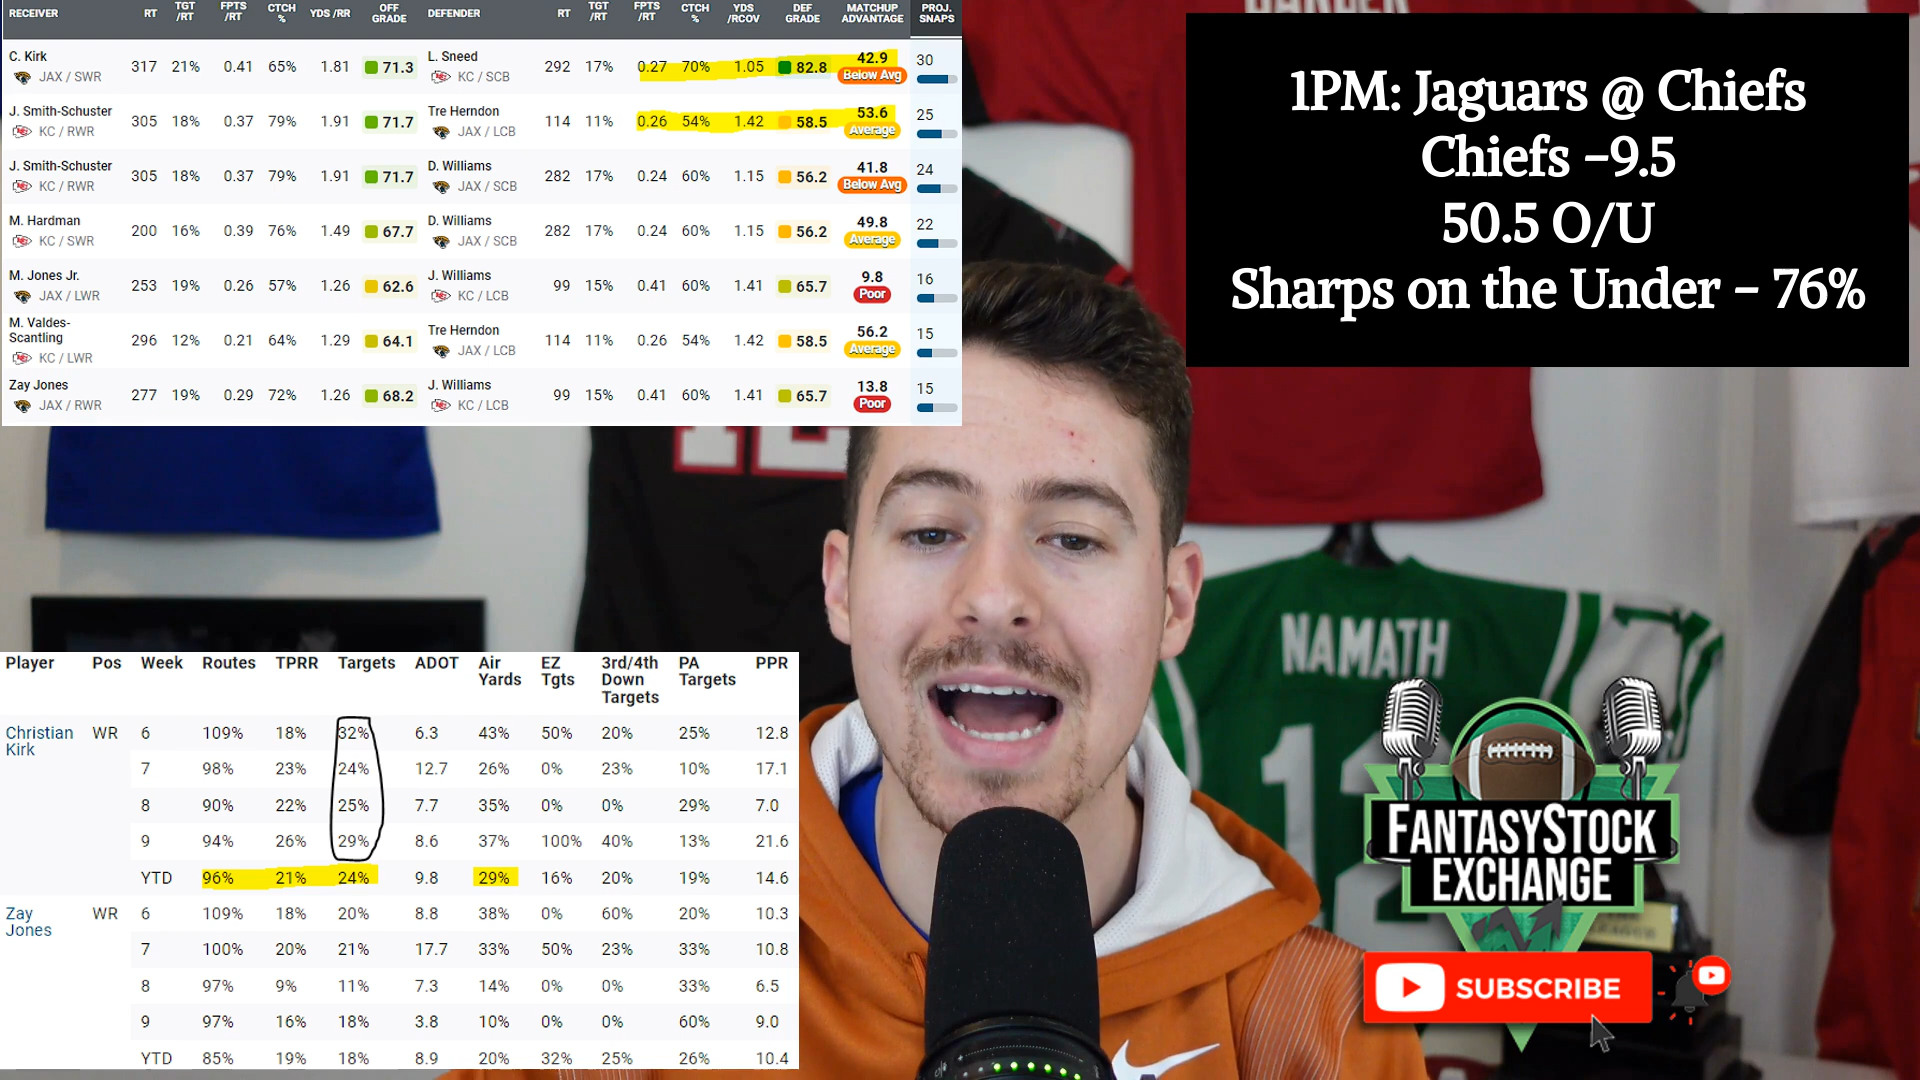 RECEIVER RT TGT /RT FPTS /RT CTCH % YDS /RR OFF GRADE DEFENDER RT TGT /RT FPTS /RT CTCH % YDS /RCOV DEF GRADE MATCHUP ADVANTAGE PROJ. SNAPS
C. Kirk JAX / SWR 317 21% 0.41 65% 1.81 71.3 L. Sneed KC / SCB 292 17% 0.27 70% 1.05 82.8 42.9 Below Avg 30
J. Smith-Schuster KC / RWR 305 18% 0.37 79% 1.91 71.7 Tre Herndon JAX / LCB 114 11% 0.26 54% 1.42 58.5 53.6 Average 25
J. Smith-Schuster KC / RWR 305 18% 0.37 79% 1.91 71.7 D. Williams JAX / SCB 282 17% 0.24 60% 1.15 56.2 41.8 Below Avg 24
M. Hardman KC / SWR 200 16% 0.39 76% 1.49 67.7 D. Williams JAX / SCB 282 17% 0.24 60% 1.15 56.2 49.8 Average 22
M. Jones Jr. JAX / LWR 253 19% 0.26 57% 1.26 62.6 J. Williams KC / LCB 99 15% 0.41 60% 1.41 65.7 9.8 Poor 16
M. Valdes-Scantling KC / LWR 296 12% 0.21 64% 1.29 64.1 Tre Herndon JAX / LCB 114 11% 0.26 54% 1.42 58.5 56.2 Average 15
Zay Jones JAX / RWR 277 19% 0.29 72% 1.26 68.2 J. Williams KC / LCB 99 15% 0.41 60% 1.41 65.7 13.8 Poor 15
1PM: Jaguars @ Chiefs
Chiefs -9.5
50.5 O/U
Sharps on the Under - 76%
NAMATH
12
Player Pos Week Routes TPRR Targets ADOT Air Yards EZ Tgts 3rd/4th Down Targets PA Targets PPR
Christian Kirk WR 6 109% 18% 32% 6.3 43% 50% 20% 25% 12.8
7 98% 23% 24% 12.7 26% 0% 23% 10% 17.1
8 90% 22% 25% 7.7 35% 0% 0% 29% 7.0
9 94% 26% 29% 8.6 37% 100% 40% 13% 21.6
YTD 96% 21% 24% 9.8 29% 16% 20% 19% 14.6
Zay Jones WR 6 109% 18% 20% 8.8 38% 0% 60% 20% 10.3
7 100% 20% 21% 17.7 33% 50% 23% 33% 10.8
8 97% 9% 11% 7.3 14% 0% 0% 33% 6.5
9 97% 16% 18% 3.8 10% 0% 0% 60% 9.0
YTD 85% 19% 18% 8.9 20% 32% 25% 26% 10.4
FANTASYSTOCK
EXCHANGE
SUBSCRIBE